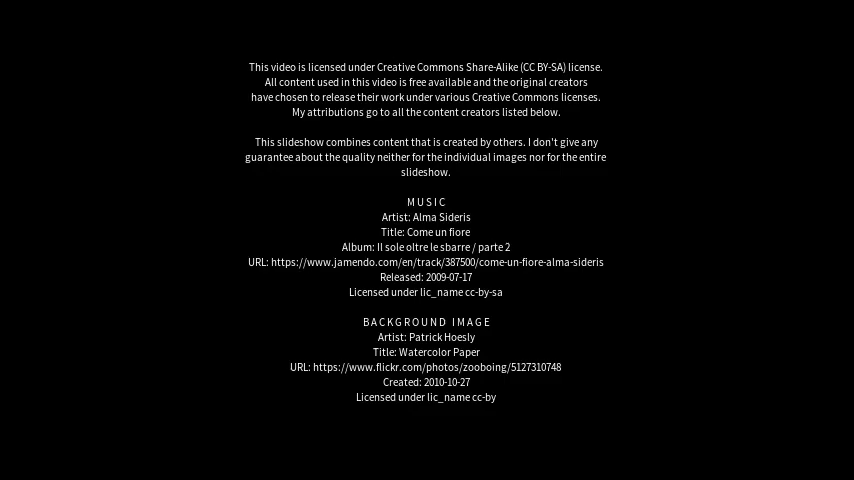 This video is licensed under Creative Commons Share-Alike (CC BY-SA) license.
All content used in this video is free available and the original creators
have chosen to release their work under various Creative Commons licenses.
My attributions go to all the content creators listed below.
This slideshow combines content that is created by others. I don't give any
guarantee about the quality neither for the individual images nor for the entire
slideshow.
MUSIC
Artist: Alma Sideris
Title: Come un fiore
Album: Il sole oltre le sbarre / parte 2
URL: https://www.jamendo.com/en/track/387500/come-un-fiore-alma-sideris
Released: 2009-07-17
Licensed under lic_name cc-by-sa
BACKGROUND IMAGE
Artist: Patrick Hoesly
Title: Watercolor Paper
URL: https://www.flickr.com/photos/zooboing/5127310748
Created: 2010-10-27
Licensed under lic_name cc-by